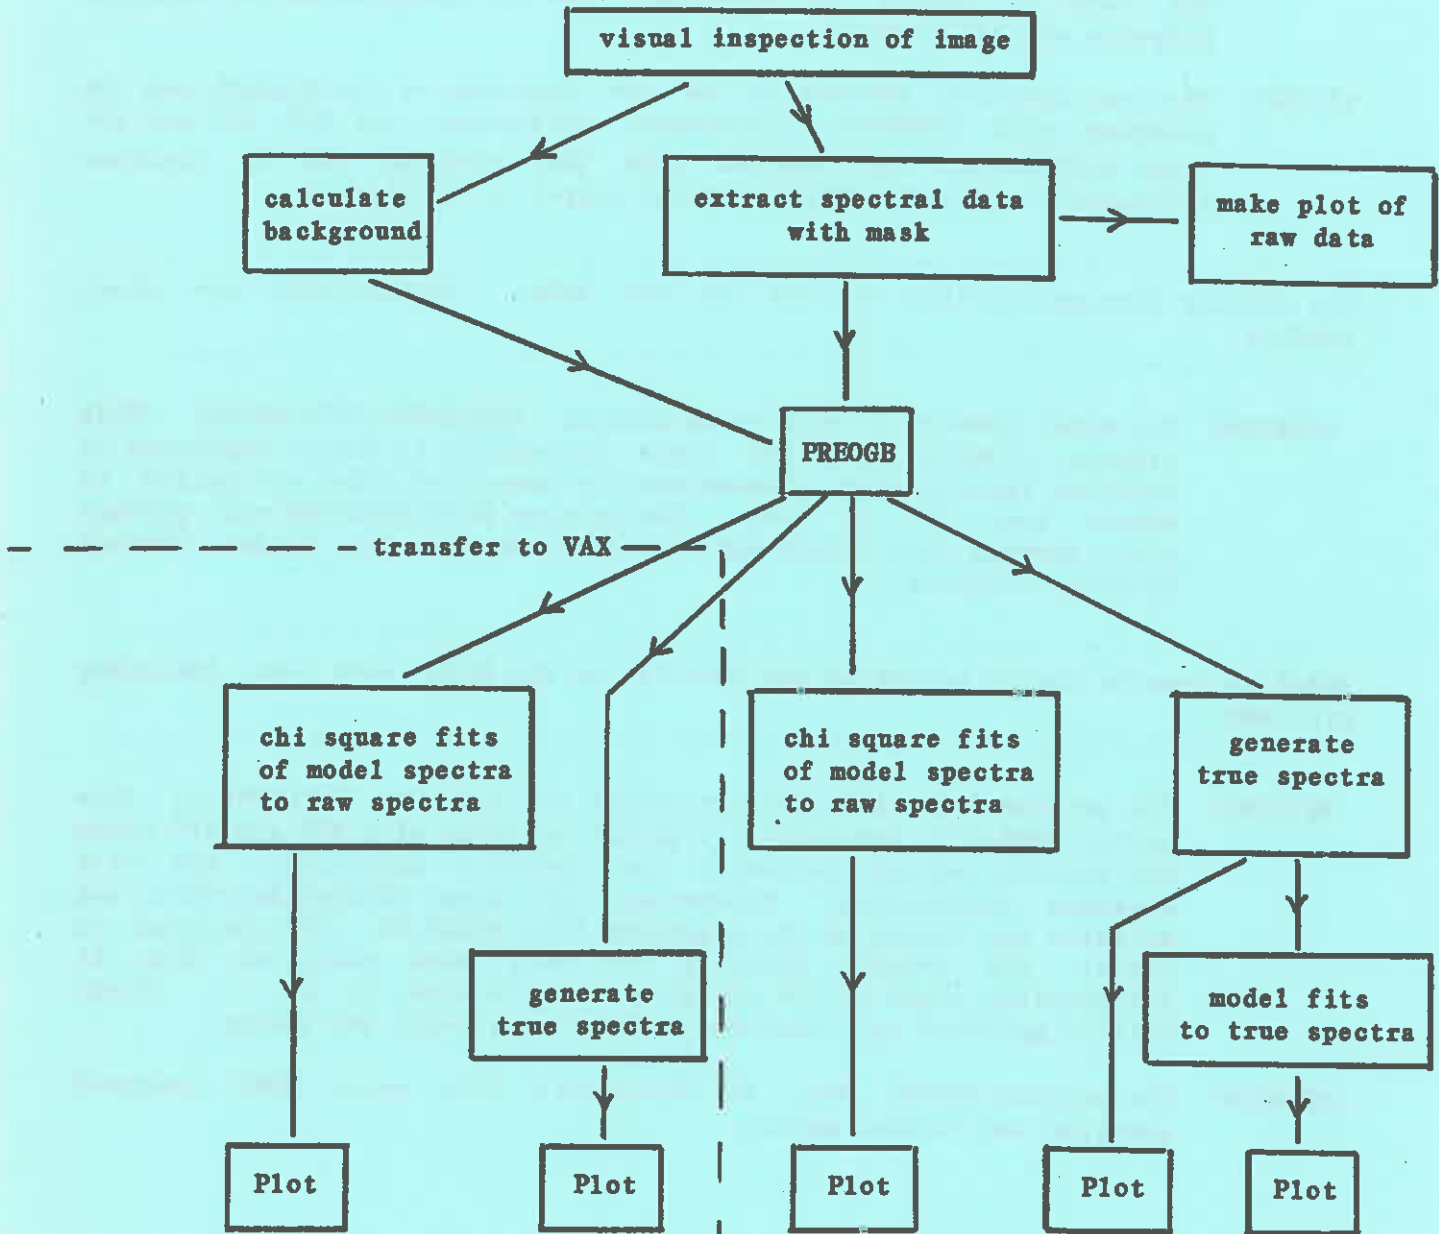 visual inspection of image
calculate
background
extract spectral data
with mask
make plot of
raw data
PREOGB
transfer to VAX
chi square fits
of model spectra
to raw spectra
chi square fits
of model spectra
to raw spectra
generate
true spectra
generate
true spectra
model fits
to true spectra
Plot
Plot
Plot
Plot
Plot